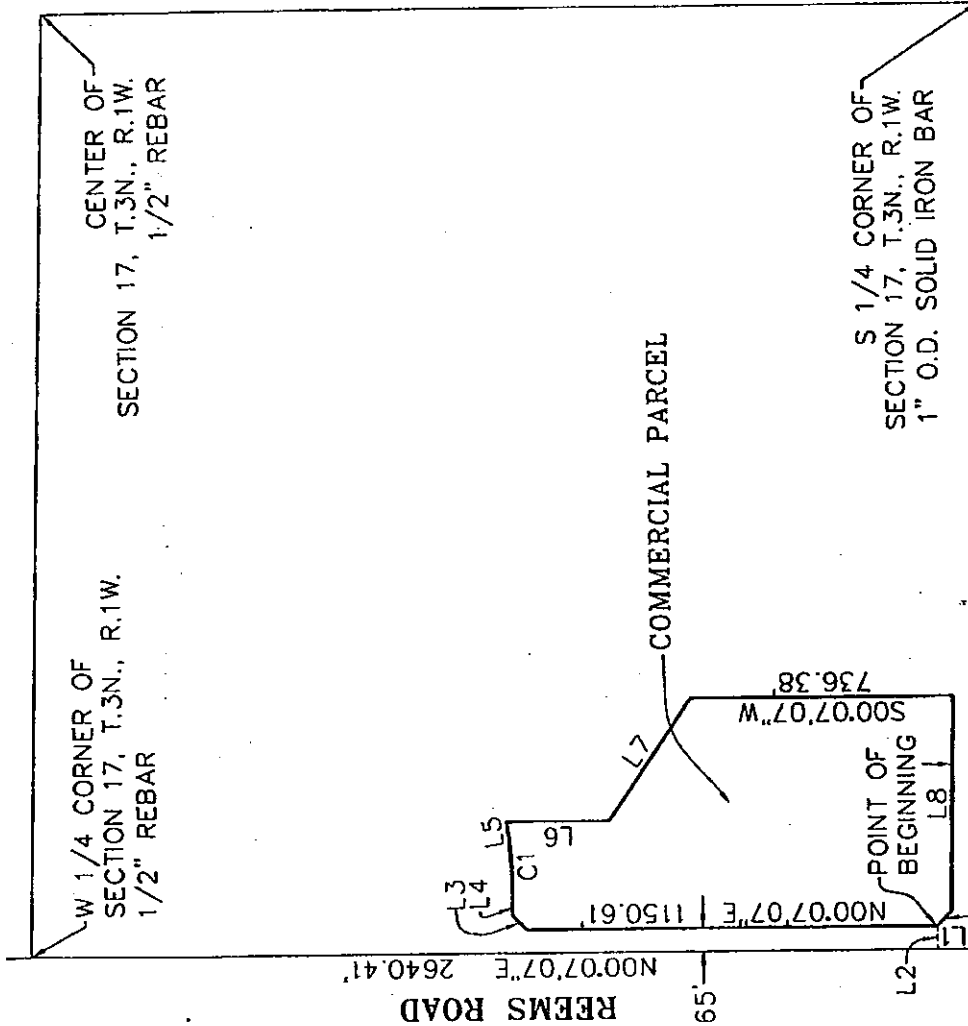 CENTER OF
SECTION 17, T.3N., R.1W.
1/2" REBAR
W 1/4 CORNER OF
SECTION 17, T.3N., R.1W.
1/2" REBAR
S 1/4 CORNER OF
SECTION 17, T.3N., R.1W.
1" O.D. SOLID IRON BAR
COMMERCIAL PARCEL
L3
L4
L5
C1
L6
L7
S00°07'07"W
736.38'
N00°07'07"E
1150.61'
POINT OF
BEGINNING
L8
N00°07'07"E 2640.41'
REEMS ROAD
65'
L2
L1